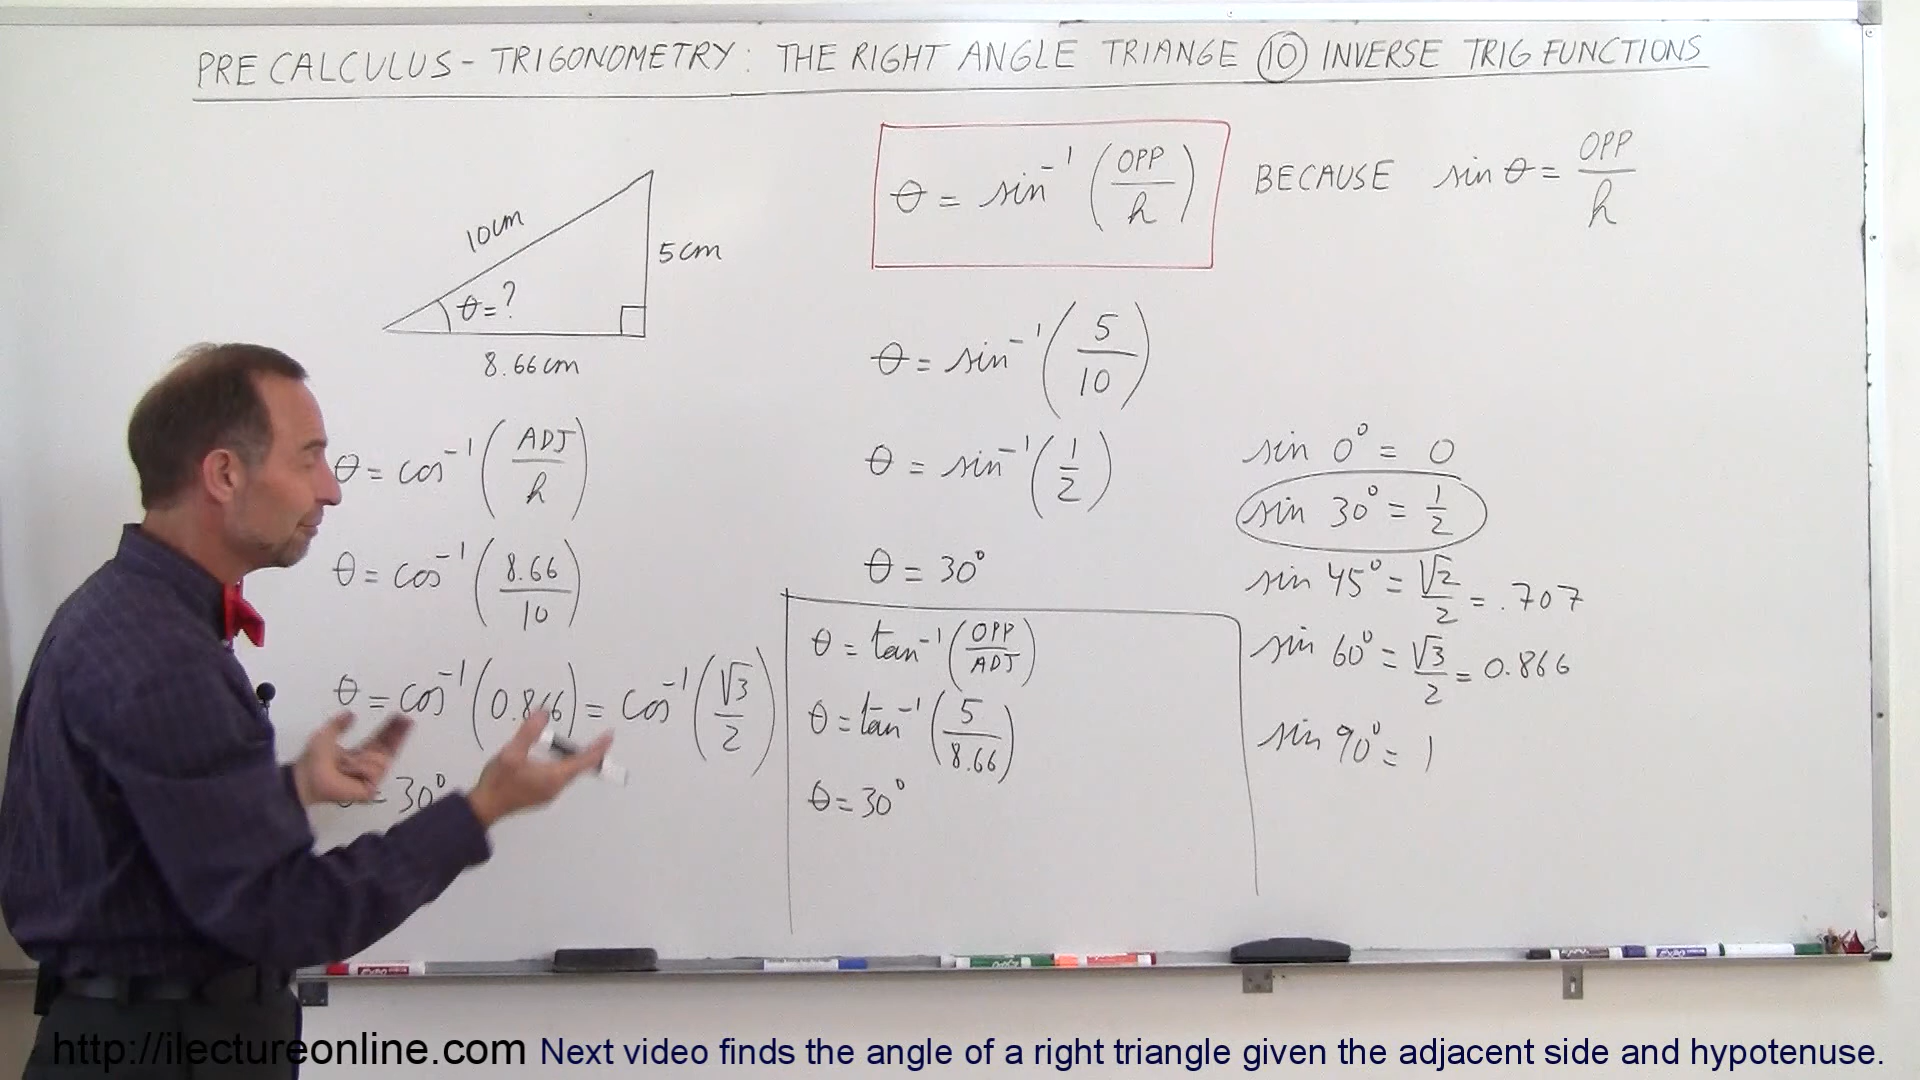 PRE CALCULUS - TRIGONOMETRY: THE RIGHT ANGLE TRIANGE ⑩ INVERSE TRIG FUNCTIONS
10cm
5cm
θ=?
8.66cm
θ = cos⁻¹ (ADJ/h)
θ = cos⁻¹ (8.66/10)
θ = cos⁻¹ (0.866) = cos⁻¹ (√3/2)
θ = 30°
θ = sin⁻¹ (OPP/h) BECAUSE sin θ = OPP/h
θ = sin⁻¹ (5/10)
θ = sin⁻¹ (1/2)
θ = 30°
θ = tan⁻¹ (OPP/ADJ)
θ = tan⁻¹ (5/8.66)
θ = 30°
sin 0° = 0
sin 30° = 1/2
sin 45° = √2/2 = .707
sin 60° = √3/2 = 0.866
sin 90° = 1
http://ilectureonline.com Next video finds the angle of a right triangle given the adjacent side and hypotenuse.